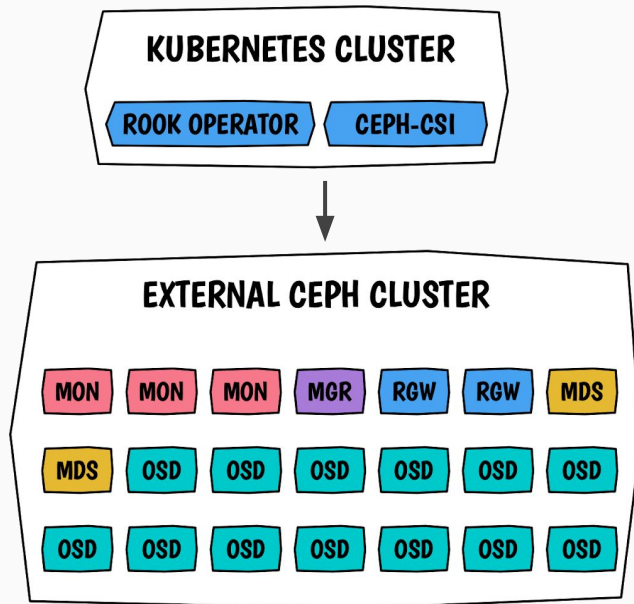 KUBERNETES CLUSTER
ROOK OPERATOR CEPH-CSI
EXTERNAL CEPH CLUSTER
MON MON MON MGR RGW RGW MDS
MDS OSD OSD OSD OSD OSD OSD
OSD OSD OSD OSD OSD OSD OSD